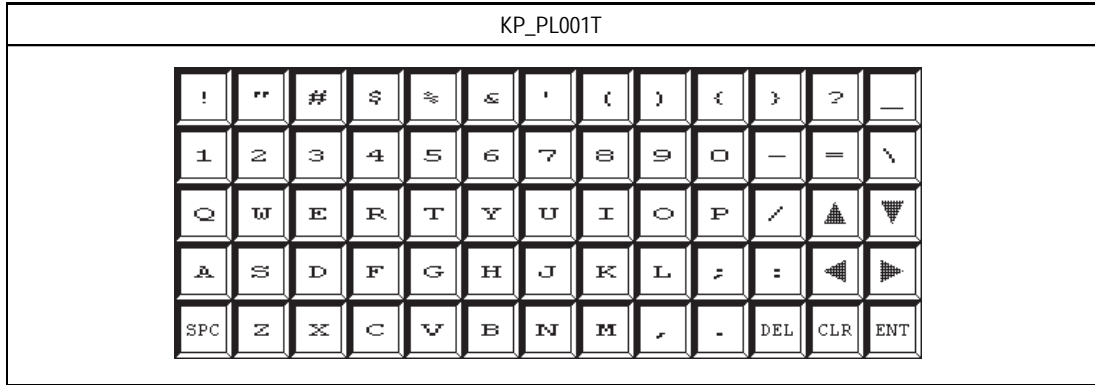 KP_PL001T
! " # $ % & ' ( ) { } ? _
1 2 3 4 5 6 7 8 9 0 - = \
Q W E R T Y U I O P / ▲ ▼
A S D F G H J K L ; : ◀ ▶
SPC Z X C V B N M , . DEL CLR ENT